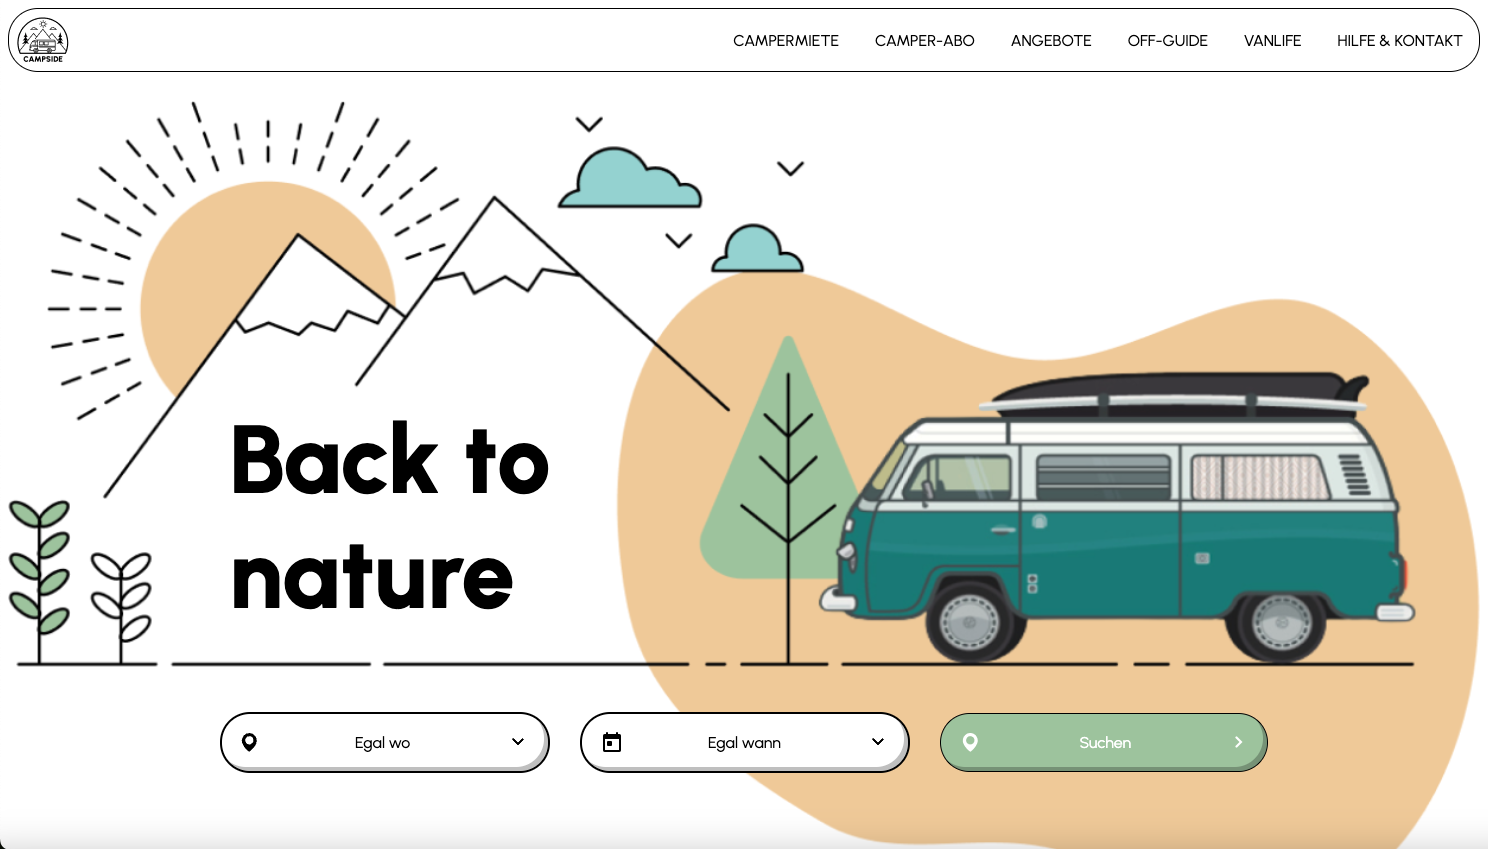 CAMPSIDE
CAMPERMIETE CAMPER-ABO ANGEBOTE OFF-GUIDE VANLIFE HILFE & KONTAKT
Back to
nature
Egal wo
Egal wann
Suchen